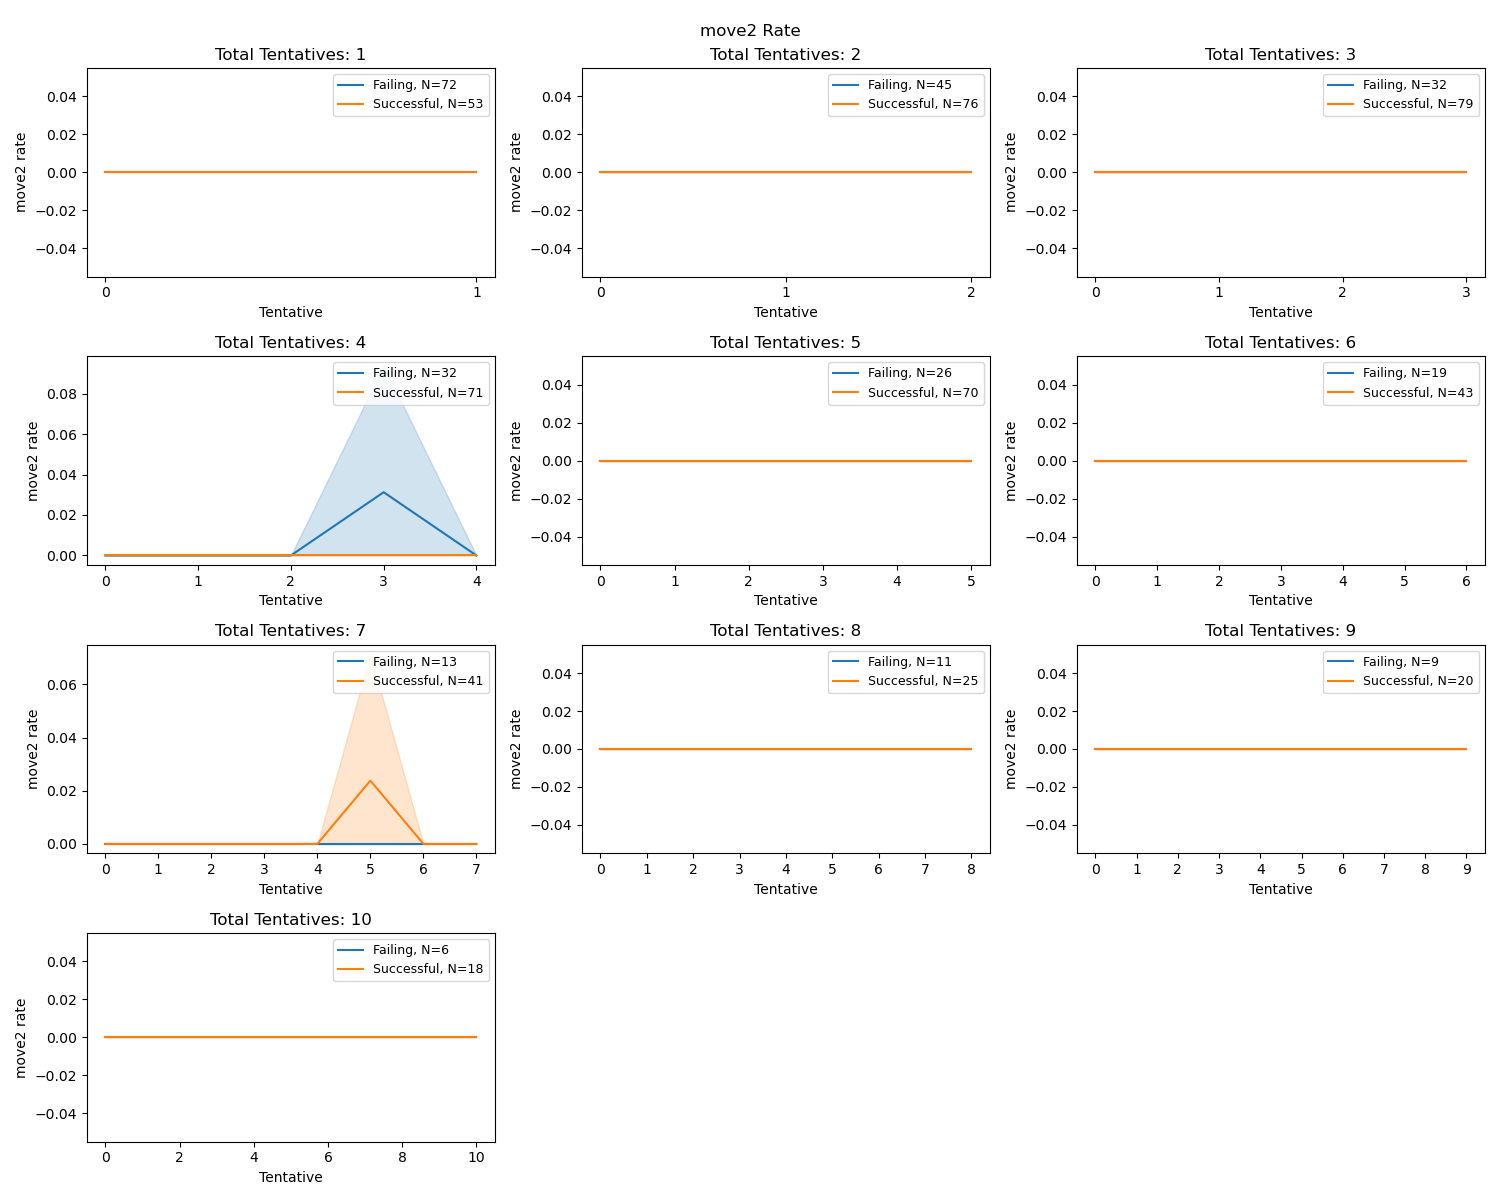 move2 Rate
Total Tentatives: 1
Failing, N=72
Successful, N=53
0.04
0.02
0.00
−0.02
−0.04
move2 rate
0 1
Tentative
Total Tentatives: 2
Failing, N=45
Successful, N=76
0.04
0.02
0.00
−0.02
−0.04
move2 rate
0 1 2
Tentative
Total Tentatives: 3
Failing, N=32
Successful, N=79
0.04
0.02
0.00
−0.02
−0.04
move2 rate
0 1 2 3
Tentative
Total Tentatives: 4
Failing, N=32
Successful, N=71
0.08
0.06
0.04
0.02
0.00
move2 rate
0 1 2 3 4
Tentative
Total Tentatives: 5
Failing, N=26
Successful, N=70
0.04
0.02
0.00
−0.02
−0.04
move2 rate
0 1 2 3 4 5
Tentative
Total Tentatives: 6
Failing, N=19
Successful, N=43
0.04
0.02
0.00
−0.02
−0.04
move2 rate
0 1 2 3 4 5 6
Tentative
Total Tentatives: 7
Failing, N=13
Successful, N=41
0.06
0.04
0.02
0.00
move2 rate
0 1 2 3 4 5 6 7
Tentative
Total Tentatives: 8
Failing, N=11
Successful, N=25
0.04
0.02
0.00
−0.02
−0.04
move2 rate
0 1 2 3 4 5 6 7 8
Tentative
Total Tentatives: 9
Failing, N=9
Successful, N=20
0.04
0.02
0.00
−0.02
−0.04
move2 rate
0 1 2 3 4 5 6 7 8 9
Tentative
Total Tentatives: 10
Failing, N=6
Successful, N=18
0.04
0.02
0.00
−0.02
−0.04
move2 rate
0 2 4 6 8 10
Tentative